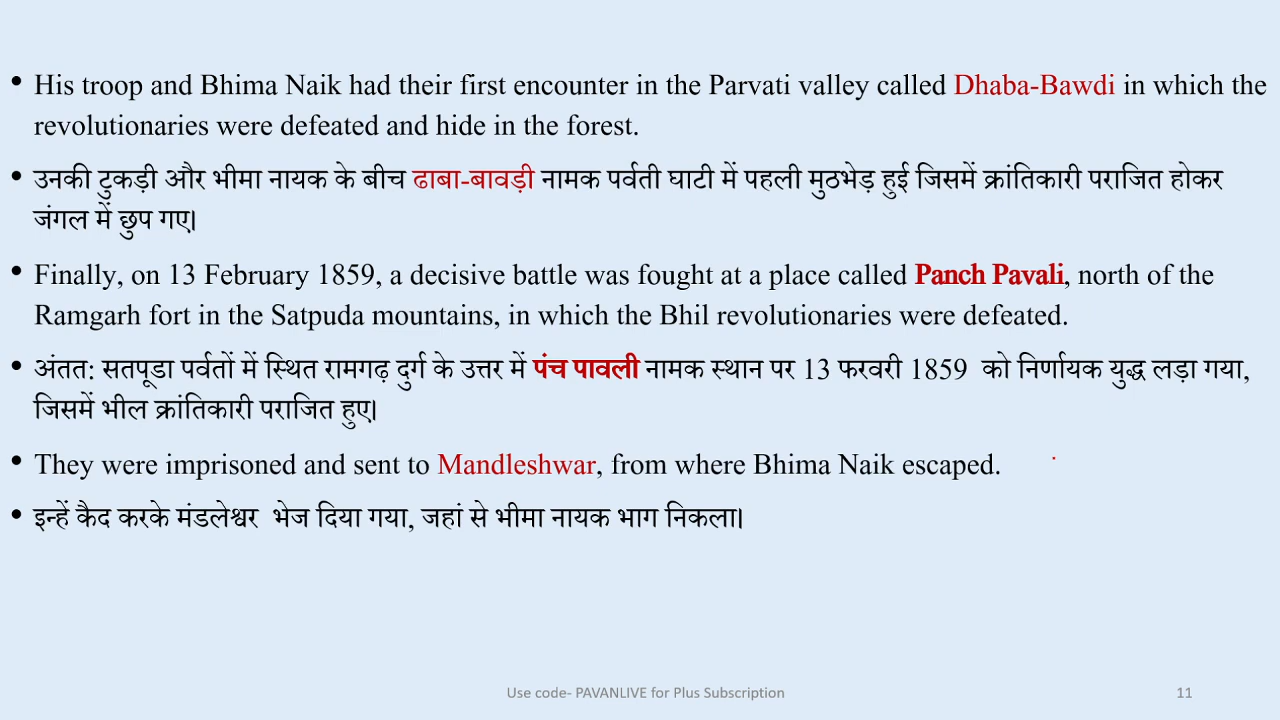 • His troop and Bhima Naik had their first encounter in the Parvati valley called Dhaba-Bawdi in which the
revolutionaries were defeated and hide in the forest.
• उनकी टुकड़ी और भीमा नायक के बीच ढाबा-बावड़ी नामक पर्वती घाटी में पहली मुठभेड़ हुई जिसमें क्रांतिकारी पराजित होकर
जंगल में छुप गए।
• Finally, on 13 February 1859, a decisive battle was fought at a place called Panch Pavali, north of the
Ramgarh fort in the Satpuda mountains, in which the Bhil revolutionaries were defeated.
• अंतत: सतपूडा पर्वतों में स्थित रामगढ़ दुर्ग के उत्तर में पंच पावली नामक स्थान पर 13 फरवरी 1859 को निर्णायक युद्ध लड़ा गया,
जिसमें भील क्रांतिकारी पराजित हुए।
• They were imprisoned and sent to Mandleshwar, from where Bhima Naik escaped.
• इन्हें कैद करके मंडलेश्वर भेज दिया गया, जहां से भीमा नायक भाग निकला।
Use code- PAVANLIVE for Plus Subscription
11